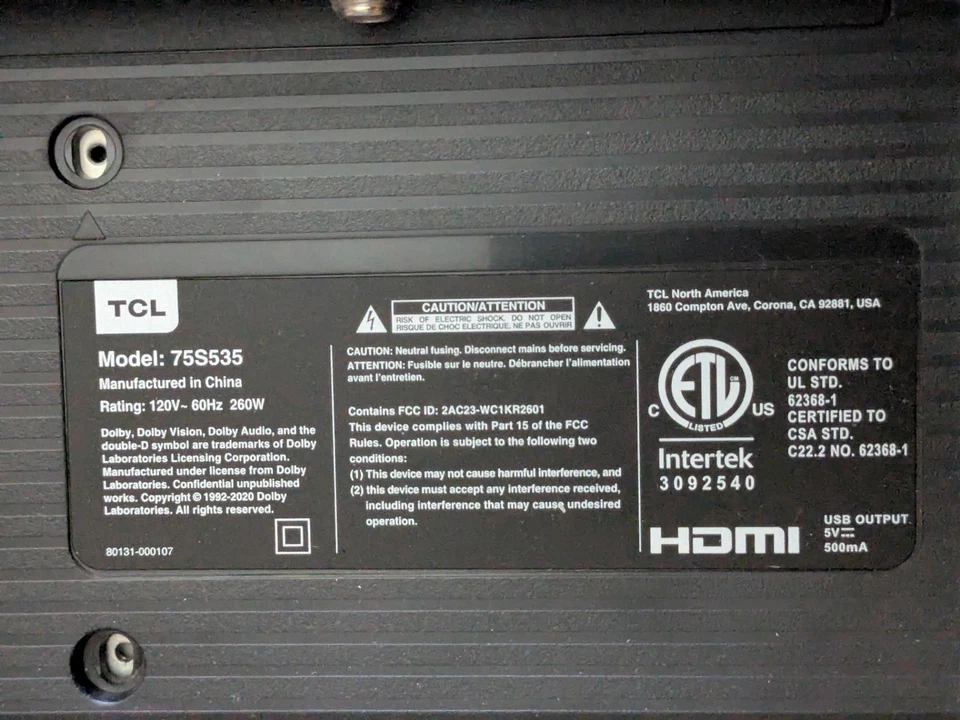 TCL
Model: 75S535
Manufactured in China
Rating: 120V~ 60Hz 260W
Dolby, Dolby Vision, Dolby Audio, and the
double-D symbol are trademarks of Dolby
Laboratories Licensing Corporation.
Manufactured under license from Dolby
Laboratories. Confidential unpublished
works. Copyright © 1992-2020 Dolby
Laboratories. All rights reserved.
80131-000107
CAUTION/ATTENTION
RISK OF ELECTRIC SHOCK. DO NOT OPEN
RISQUE DE CHOC ELECTRIQUE. NE PAS OUVRIR
CAUTION: Neutral fusing. Disconnect mains before servicing.
ATTENTION: Fusible sur le neutre. Débrancher l'alimentation
avant l'entretien.
Contains FCC ID: 2AC23-WC1KR2601
This device complies with Part 15 of the FCC
Rules. Operation is subject to the following two
conditions:
(1) This device may not cause harmful interference, and
(2) this device must accept any interference received,
including interference that may cause undesired
operation.
TCL North America
1860 Compton Ave, Corona, CA 92881, USA
ETL
CM
LISTED
C US
Intertek
3092540
CONFORMS TO
UL STD.
62368-1
CERTIFIED TO
CSA STD.
C22.2 NO. 62368-1
HDMI
USB OUTPUT
5V⎓
500mA